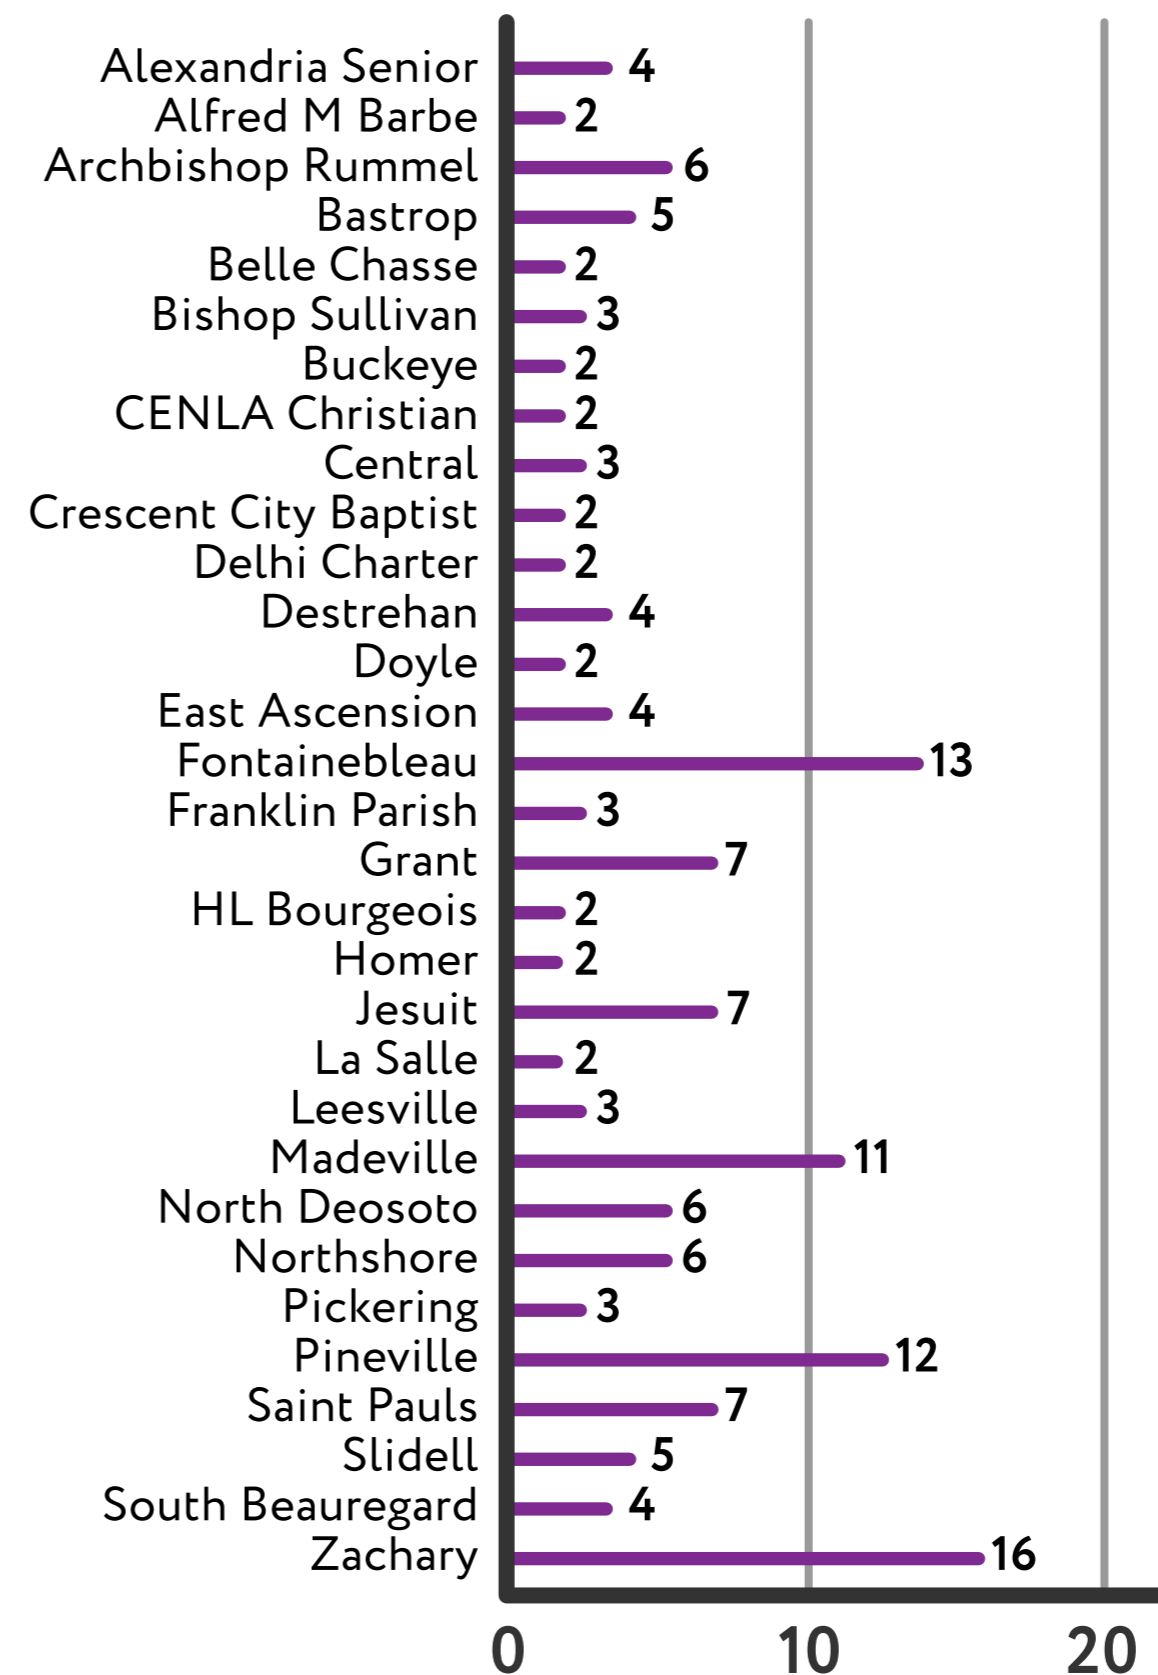 Alexandria Senior 4
Alfred M Barbe 2
Archbishop Rummel 6
Bastrop 5
Belle Chasse 2
Bishop Sullivan 3
Buckeye 2
CENLA Christian 2
Central 3
Crescent City Baptist 2
Delhi Charter 2
Destrehan 4
Doyle 2
East Ascension 4
Fontainebleau 13
Franklin Parish 3
Grant 7
HL Bourgeois 2
Homer 2
Jesuit 7
La Salle 2
Leesville 3
Madeville 11
North Deosoto 6
Northshore 6
Pickering 3
Pineville 12
Saint Pauls 7
Slidell 5
South Beauregard 4
Zachary 16
0 10 20